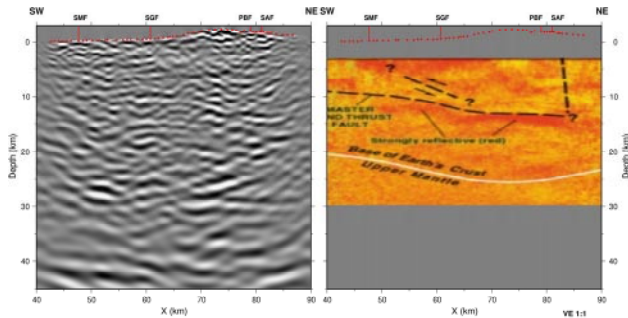 SW
NE
SMF
SGF
PBF
SAF
0
10
20
30
40
Depth (km)
40
50
60
70
80
90
X (km)
SW
NE
SMF
SGF
PBF
SAF
?
?
?
MASTER
ND THRUST
FAULT
Strongly reflective (red)
Base of Earth's Crust
Upper Mantle
0
10
20
30
40
Depth (km)
40
50
60
70
80
90
X (km)
VE 1:1